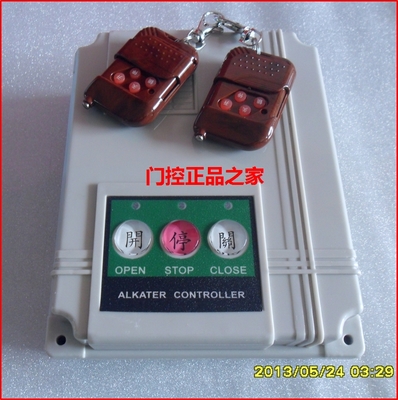 门控正品之家
開 停 關
OPEN STOP CLOSE
ALKATER CONTROLLER
2013/05/24 03:29